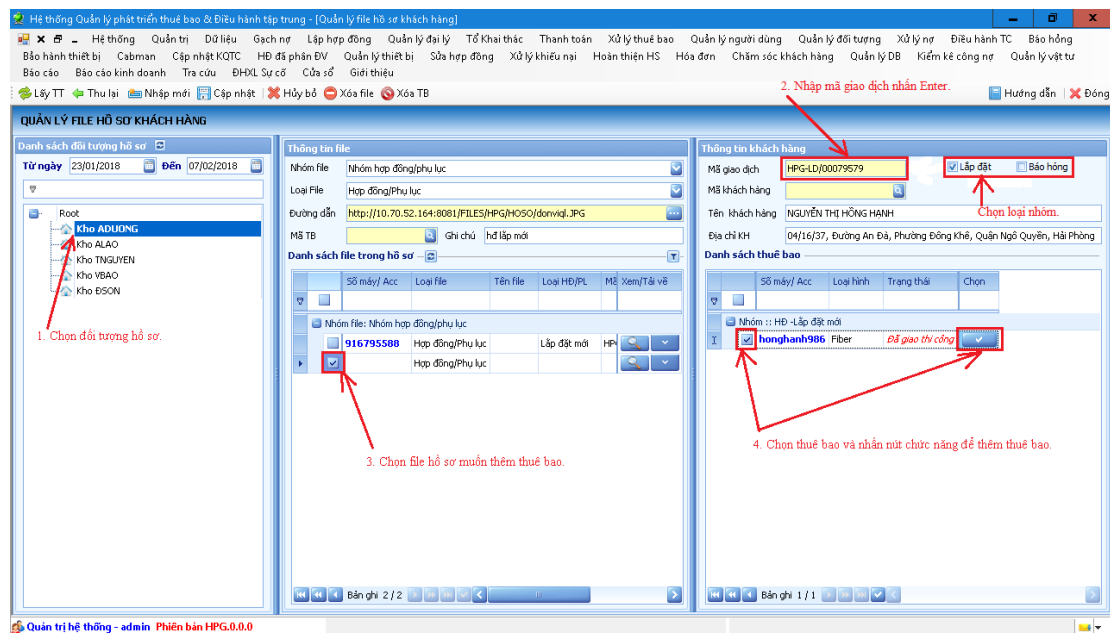 Hệ thống Quản lý phát triển thuê bao & Điều hành tập trung - [Quản lý file hồ sơ khách hàng]
Hệ thống Quản trị Dữ liệu Gạch nợ Lập hợp đồng Quản lý đại lý Tổ Khai thác Thanh toán Xử lý thuê bao Quản lý người dùng Quản lý đối tượng Xử lý nợ Điều hành TC Báo hỏng
Bảo hành thiết bị Cabman Cập nhật KQTC HĐ đã phân ĐV Quản lý thiết bị Sửa hợp đồng Xử lý khiếu nại Hoàn thiện HS Hóa đơn Chăm sóc khách hàng Quản lý DB Kiểm kê công nợ Quản lý vật tư
Báo cáo Báo cáo kinh doanh Tra cứu ĐHXL Sự cố Cửa sổ Giới thiệu
Lấy TT Thu lại Nhập mới Cập nhật Hủy bỏ Xóa file Xóa TB Hướng dẫn Đóng
2. Nhập mã giao dịch nhấn Enter.
QUẢN LÝ FILE HỒ SƠ KHÁCH HÀNG
Danh sách đối tượng hồ sơ
Từ ngày 23/01/2018 Đến 07/02/2018
Root
Kho ADUONG
Kho ALAO
Kho TNGUYEN
Kho VBAO
Kho ĐSON
1. Chọn đối tượng hồ sơ.
Thông tin file
Nhóm file Nhóm hợp đồng/phụ lục
Loại File Hợp đồng/Phụ lục
Đường dẫn http://10.70.52.164:8081/FILES/HPG/HOSO/donviql.JPG
Mã TB Ghi chú hđ lắp mới
Danh sách file trong hồ sơ
Số máy/ Acc Loại file Tên file Loại HĐ/PL Mã Xem/Tải về
Nhóm file: Nhóm hợp đồng/phụ lục
916795588 Hợp đồng/Phụ lục Lắp đặt mới HP
Hợp đồng/Phụ lục
3. Chọn file hồ sơ muốn thêm thuê bao.
Bản ghi 2 / 2
Thông tin khách hàng
Mã giao dịch HPG-LD/00079579 Lắp đặt Báo hỏng
Mã khách hàng
Chọn loại nhóm.
Tên khách hàng NGUYỄN THỊ HỒNG HẠNH
Địa chỉ KH 04/16/37, Đường An Đà, Phường Đông Khê, Quận Ngô Quyền, Hải Phòng
Danh sách thuê bao
Số máy/ Acc Loại hình Trạng thái Chọn
Nhóm :: HĐ -Lắp đặt mới
honghanh986 Fiber Đã giao thi công
4. Chọn thuê bao và nhấn nút chức năng để thêm thuê bao.
Bản ghi 1 / 1
Quản trị hệ thống - admin Phiên bản HPG.0.0.0